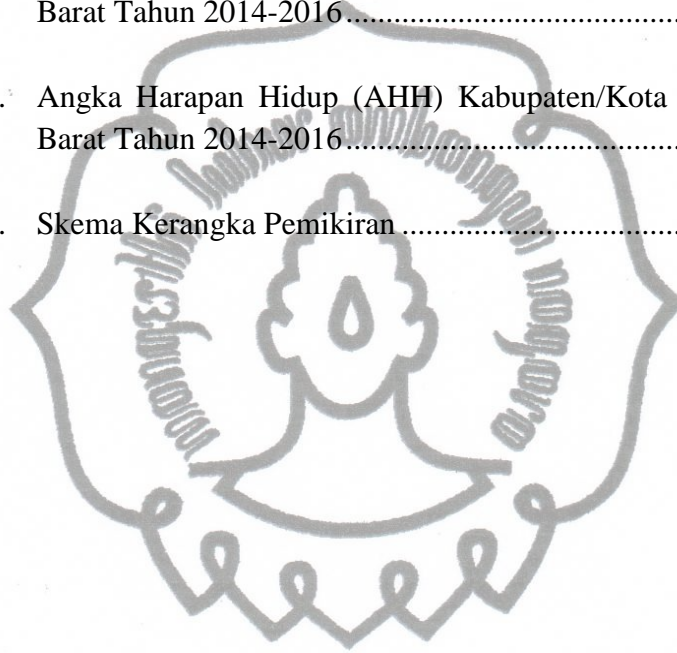 Barat Tahun 2014-2016.......................................
. Angka Harapan Hidup (AHH) Kabupaten/Kota
Barat Tahun 2014-2016.......................................
. Skema Kerangka Pemikiran..................................